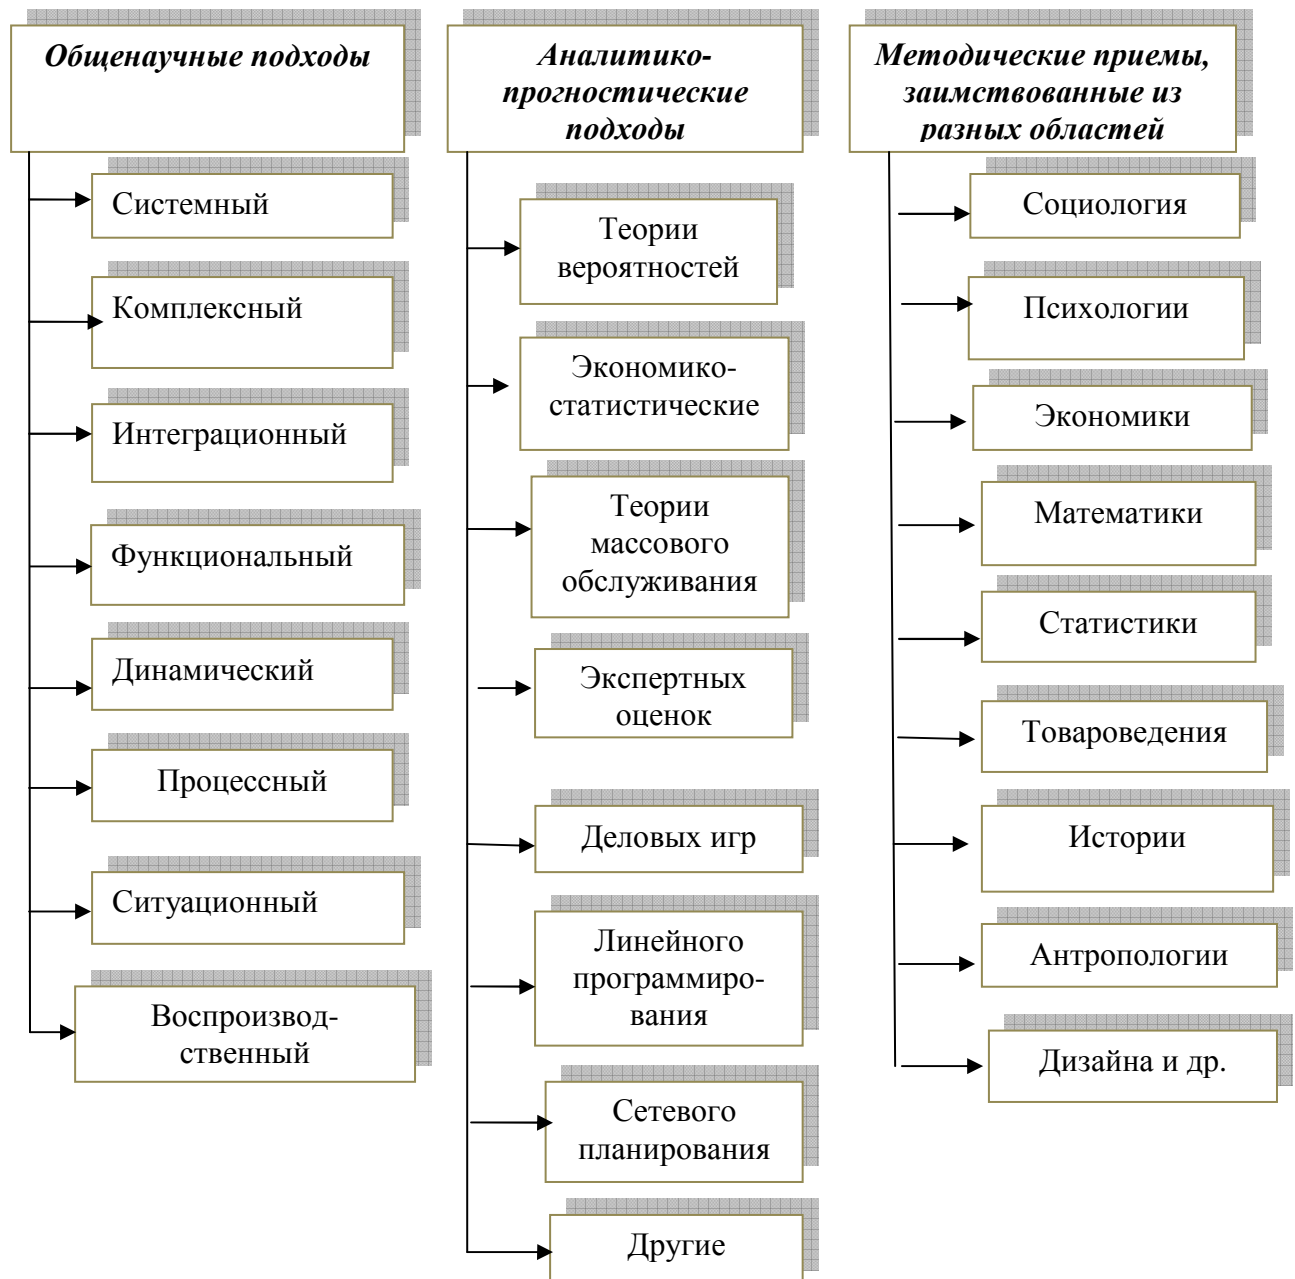 Общенаучные подходы
Системный
Комплексный
Интеграционный
Функциональный
Динамический
Процессный
Ситуационный
Воспроизвод-
ственный
Аналитико-
прогностические
подходы
Теории
вероятностей
Экономико-
статистические
Теории
массового
обслуживания
Экспертных
оценок
Деловых игр
Линейного
программиро-
вания
Сетевого
планирования
Другие
Методические приемы,
заимствованные из
разных областей
Социология
Психологии
Экономики
Математики
Статистики
Товароведения
Истории
Антропологии
Дизайна и др.